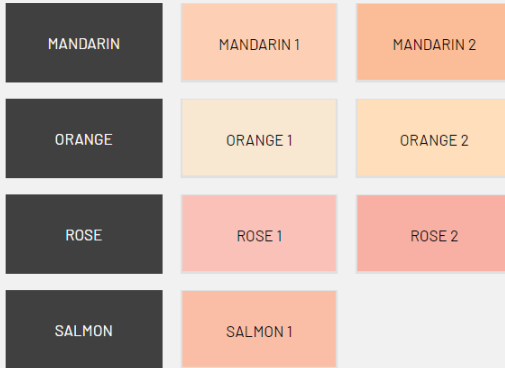 MANDARIN
MANDARIN 1
MANDARIN 2
ORANGE
ORANGE 1
ORANGE 2
ROSE
ROSE 1
ROSE 2
SALMON
SALMON 1